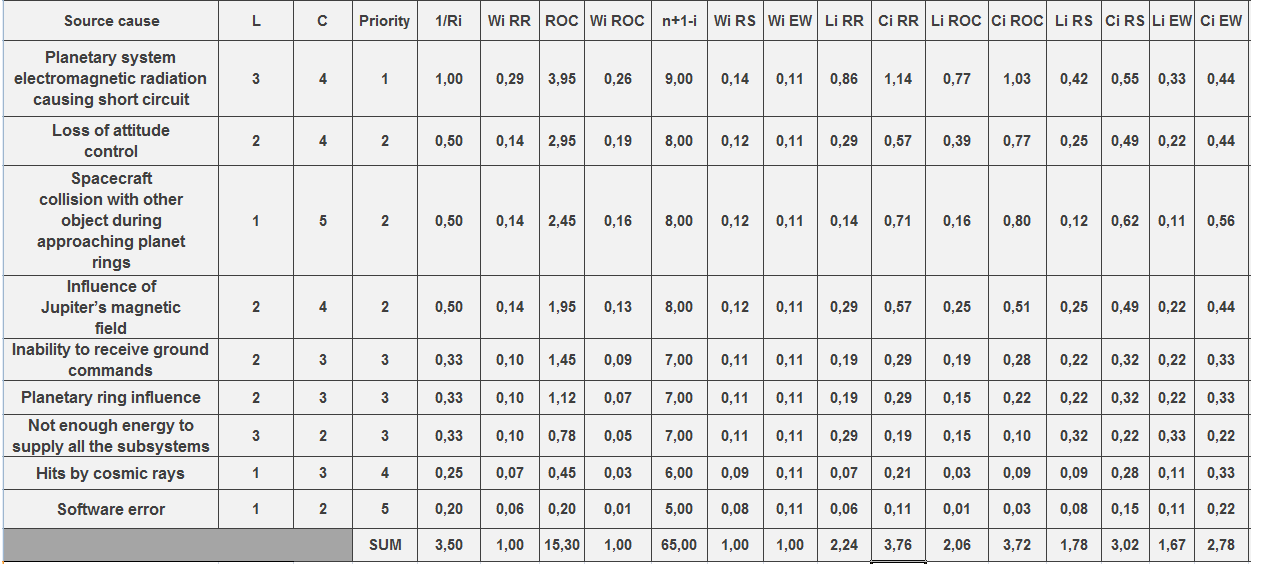 Source cause L C Priority 1/Ri Wi RR ROC Wi ROC n+1-i Wi RS Wi EW Li RR Ci RR Li ROC Ci ROC Li RS Ci RS Li EW Ci EW
Planetary system
electromagnetic radiation
causing short circuit
3 4 1 1,00 0,29 3,95 0,26 9,00 0,14 0,11 0,86 1,14 0,77 1,03 0,42 0,55 0,33 0,44
Loss of attitude
control
2 4 2 0,50 0,14 2,95 0,19 8,00 0,12 0,11 0,29 0,57 0,39 0,77 0,25 0,49 0,22 0,44
Spacecraft
collision with other
object during
approaching planet
rings
1 5 2 0,50 0,14 2,45 0,16 8,00 0,12 0,11 0,14 0,71 0,16 0,80 0,12 0,62 0,11 0,56
Influence of
Jupiter’s magnetic
field
2 4 2 0,50 0,14 1,95 0,13 8,00 0,12 0,11 0,29 0,57 0,25 0,51 0,25 0,49 0,22 0,44
Inability to receive ground
commands
2 3 3 0,33 0,10 1,45 0,09 7,00 0,11 0,11 0,19 0,29 0,19 0,28 0,22 0,32 0,22 0,33
Planetary ring influence 2 3 3 0,33 0,10 1,12 0,07 7,00 0,11 0,11 0,19 0,29 0,15 0,22 0,22 0,32 0,22 0,33
Not enough energy to
supply all the subsystems
3 2 3 0,33 0,10 0,78 0,05 7,00 0,11 0,11 0,29 0,19 0,15 0,10 0,32 0,22 0,33 0,22
Hits by cosmic rays 1 3 4 0,25 0,07 0,45 0,03 6,00 0,09 0,11 0,07 0,21 0,03 0,09 0,09 0,28 0,11 0,33
Software error 1 2 5 0,20 0,06 0,20 0,01 5,00 0,08 0,11 0,06 0,11 0,01 0,03 0,08 0,15 0,11 0,22
SUM 3,50 1,00 15,30 1,00 65,00 1,00 1,00 2,24 3,76 2,06 3,72 1,78 3,02 1,67 2,78